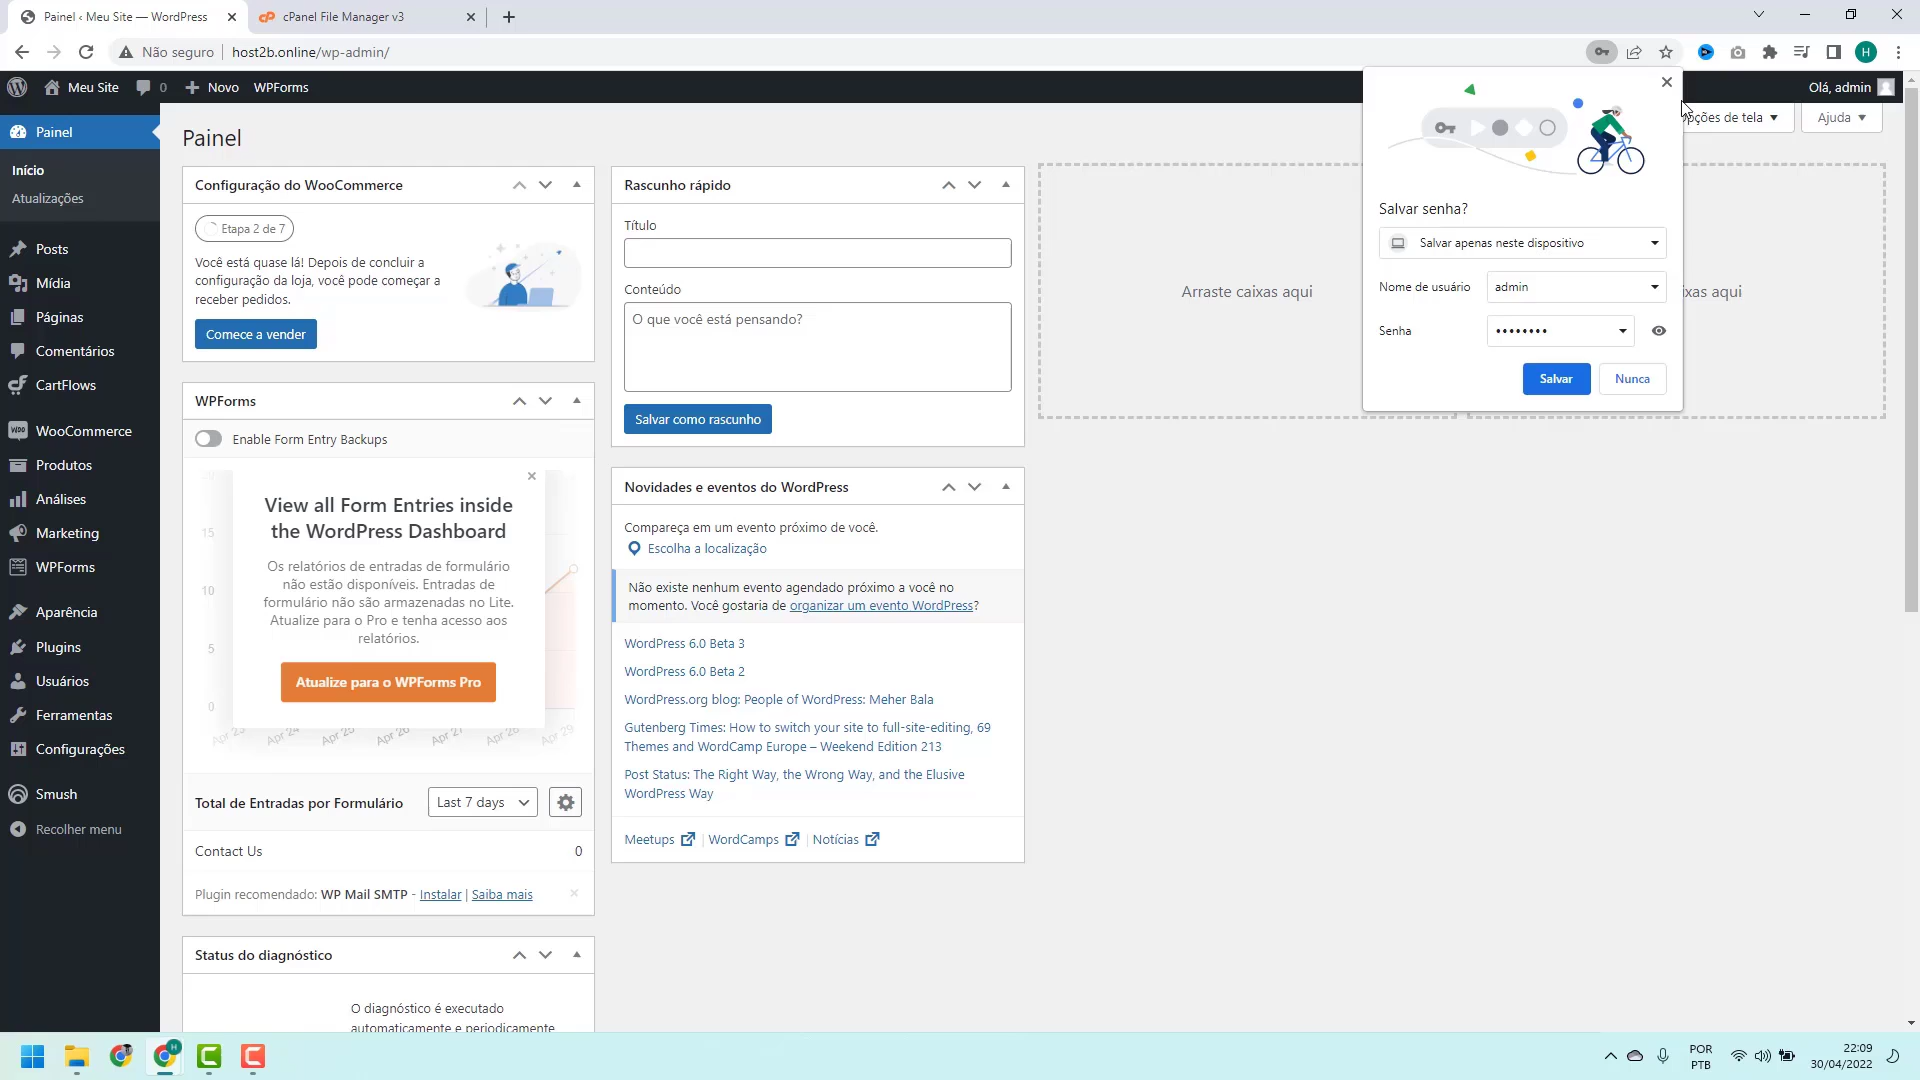 Painel ‹ Meu Site — WordPress
cPanel File Manager v3
Não seguro
host2b.online/wp-admin/
H
Meu Site
0
Novo
WPForms
Olá, admin
Painel
Início
Atualizações
Posts
Mídia
Páginas
Comentários
CartFlows
WooCommerce
Produtos
Análises
Marketing
WPForms
Aparência
Plugins
Usuários
Ferramentas
Configurações
Smush
Recolher menu
Painel
pções de tela
Ajuda
Configuração do WooCommerce
Etapa 2 de 7
Você está quase lá! Depois de concluir a
configuração da loja, você pode começar a
receber pedidos.
Comece a vender
WPForms
Enable Form Entry Backups
View all Form Entries inside
the WordPress Dashboard
Os relatórios de entradas de formulário
não estão disponíveis. Entradas de
formulário não são armazenadas no Lite.
Atualize para o Pro e tenha acesso aos
relatórios.
Atualize para o WPForms Pro
15
10
5
0
Apr 25
Apr 26
Total de Entradas por Formulário
Last 7 days
Contact Us
0
Plugin recomendado: WP Mail SMTP - Instalar | Saiba mais
Status do diagnóstico
O diagnóstico é executado
automaticamente e periodicamente
Rascunho rápido
Título
Conteúdo
O que você está pensando?
Salvar como rascunho
Novidades e eventos do WordPress
Compareça em um evento próximo de você.
Escolha a localização
Não existe nenhum evento agendado próximo a você no
momento. Você gostaria de organizar um evento WordPress?
WordPress 6.0 Beta 3
WordPress 6.0 Beta 2
WordPress.org blog: People of WordPress: Meher Bala
Gutenberg Times: How to switch your site to full-site-editing, 69
Themes and WordCamp Europe – Weekend Edition 213
Post Status: The Right Way, the Wrong Way, and the Elusive
WordPress Way
Meetups | WordCamps | Notícias
Arraste caixas aqui
ixas aqui
Salvar senha?
Salvar apenas neste dispositivo
Nome de usuário
admin
Senha
••••••••
Salvar
Nunca
POR
PTB
22:09
30/04/2022